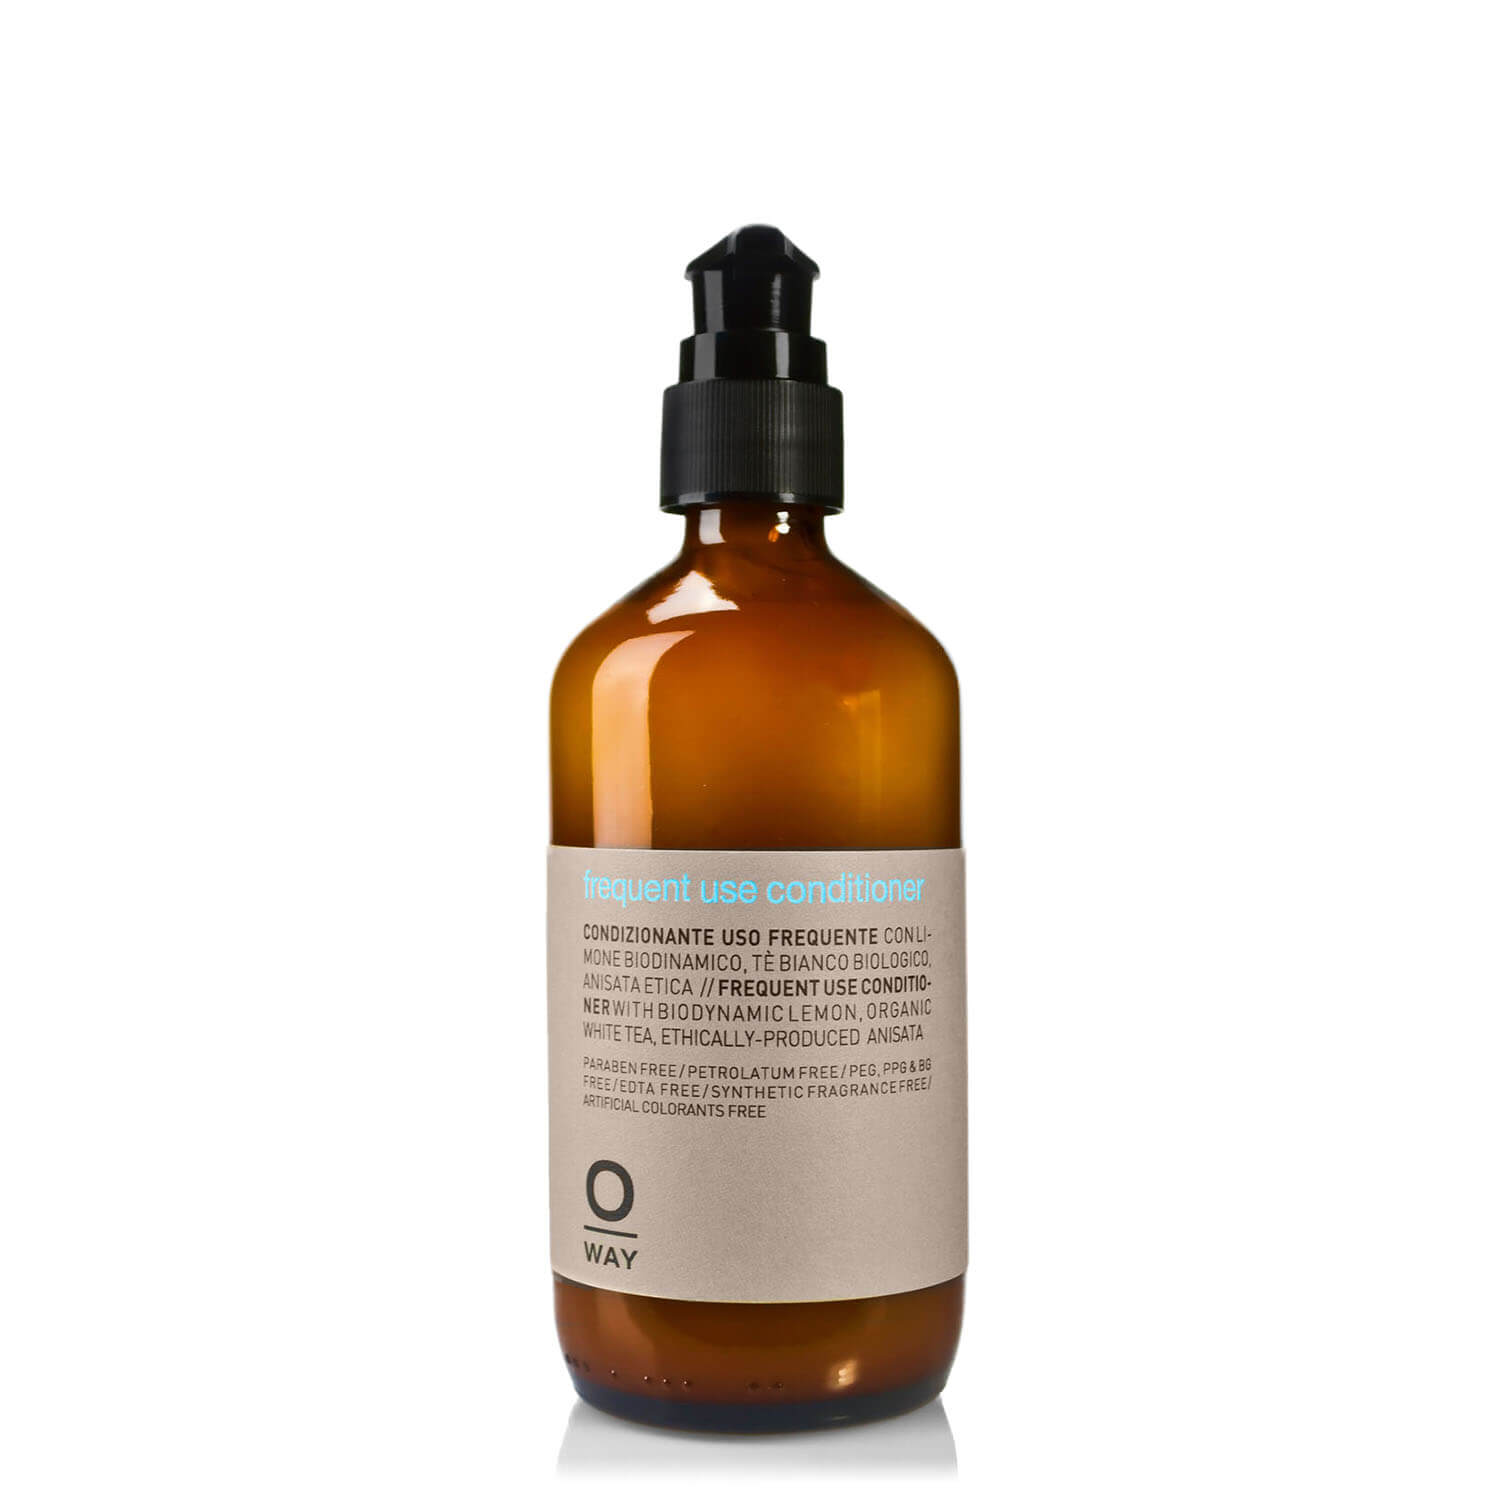 frequent use conditioner
CONDIZIONANTE USO FREQUENTE CON LI-
MONE BIODINAMICO, TÈ BIANCO BIOLOGICO,
ANISATA ETICA // FREQUENT USE CONDITIO-
NER WITH BIODYNAMIC LEMON, ORGANIC
WHITE TEA, ETHICALLY-PRODUCED ANISATA
PARABEN FREE/PETROLATUM FREE/PEG, PPG & BG
FREE/EDTA FREE/SYNTHETIC FRAGRANCE FREE/
ARTIFICIAL COLORANTS FREE
O
WAY